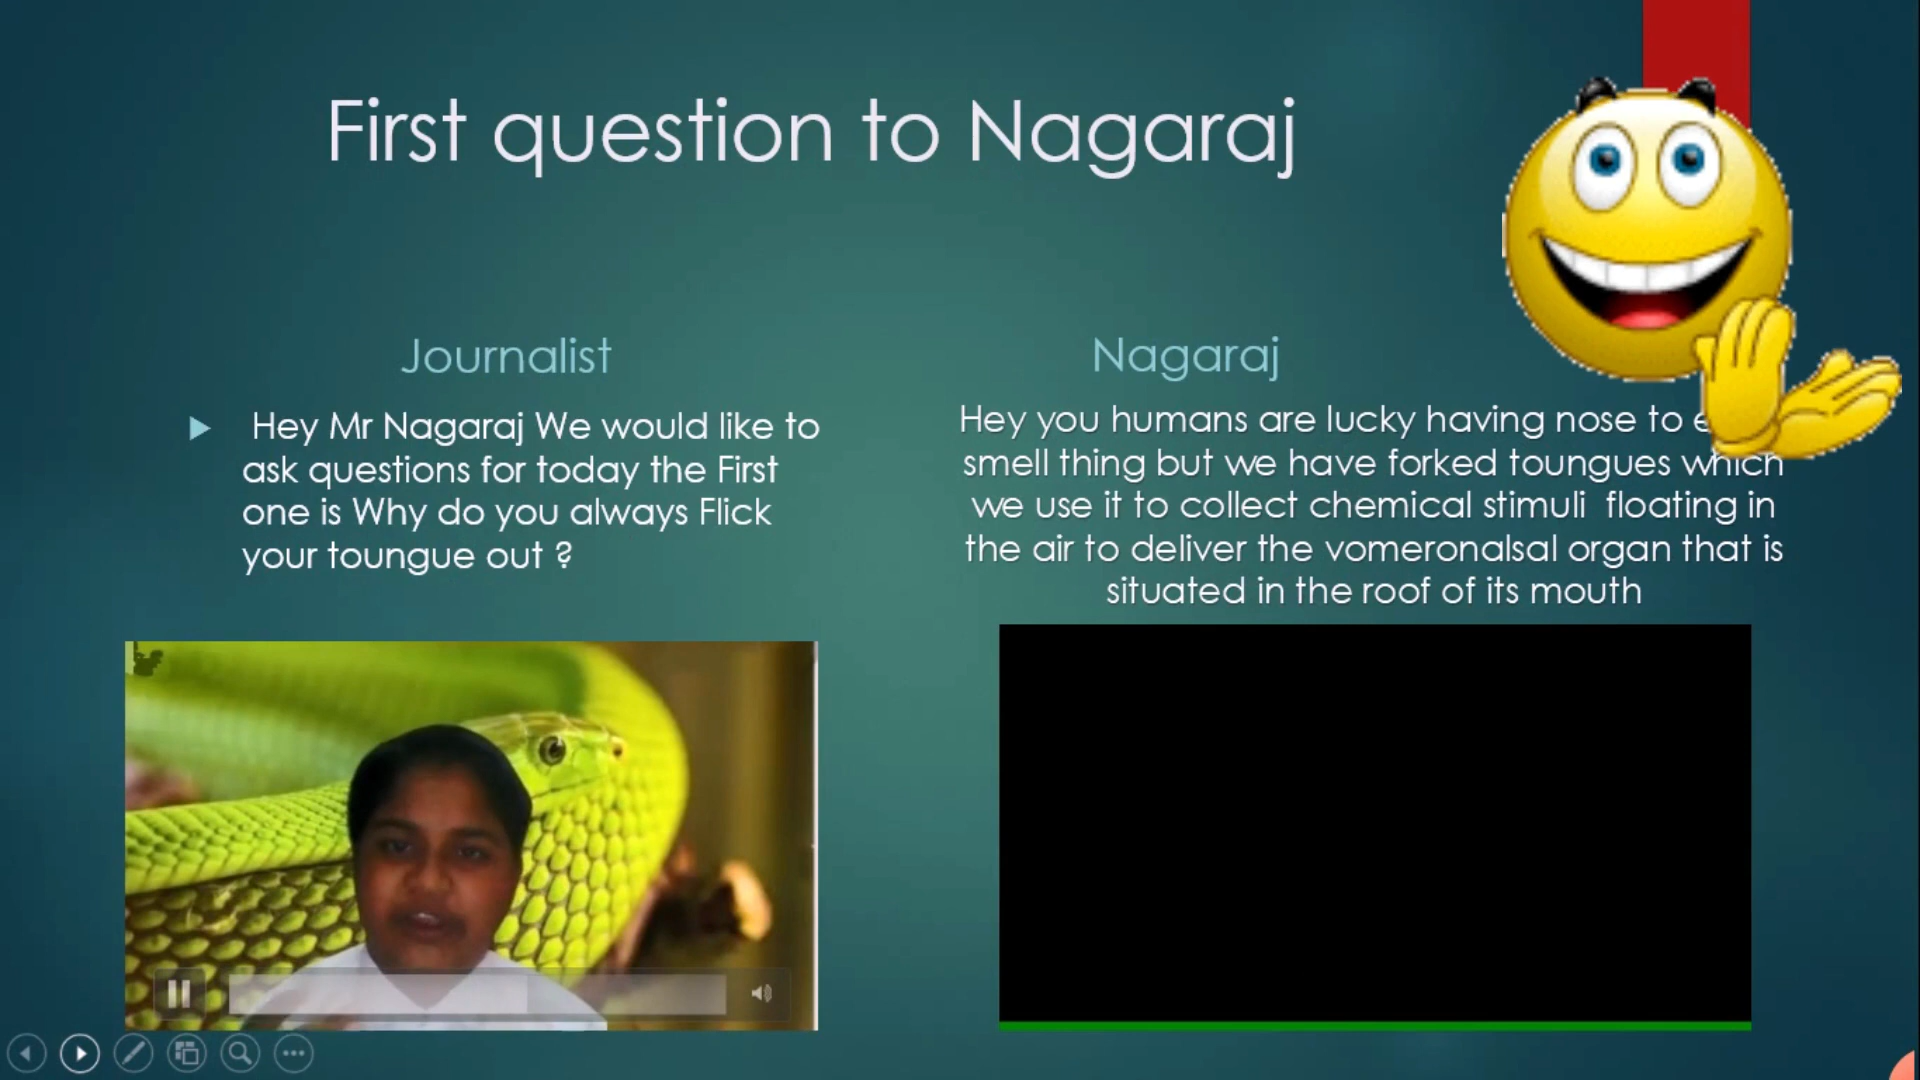 First question to Nagaraj
Journalist
Hey Mr Nagaraj We would like to
ask questions for today the First
one is Why do you always Flick
your toungue out ?
Nagaraj
Hey you humans are lucky having nose to
smell thing but we have forked toungues which
we use it to collect chemical stimuli floating in
the air to deliver the vomeronalsal organ that is
situated in the roof of its mouth